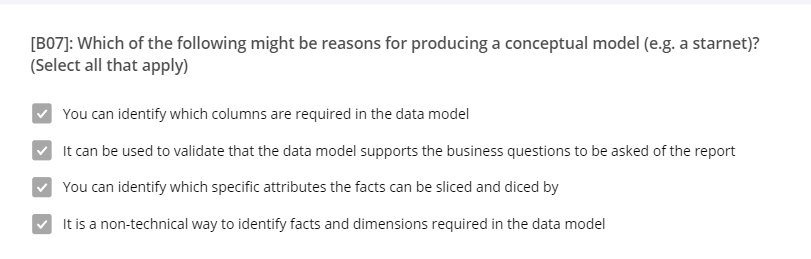 [B07]: Which of the following might be reasons for producing a conceptual model (e.g. a starnet)?
(Select all that apply)
You can identify which columns are required in the data model
It can be used to validate that the data model supports the business questions to be asked of the report
You can identify which specific attributes the facts can be sliced and diced by
It is a non-technical way to identify facts and dimensions required in the data model